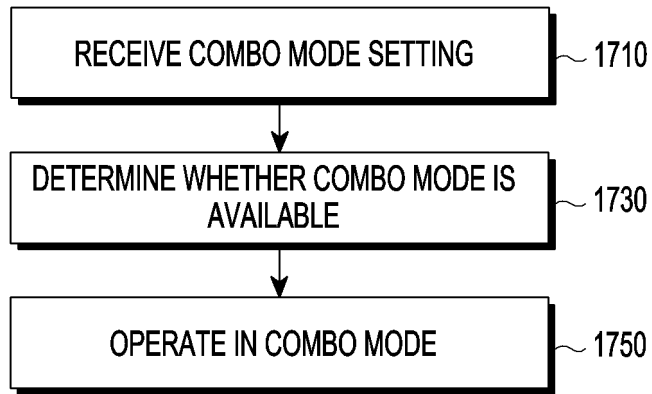 RECEIVE COMBO MODE SETTING
1710
DETERMINE WHETHER COMBO MODE IS
AVAILABLE
1730
OPERATE IN COMBO MODE
1750